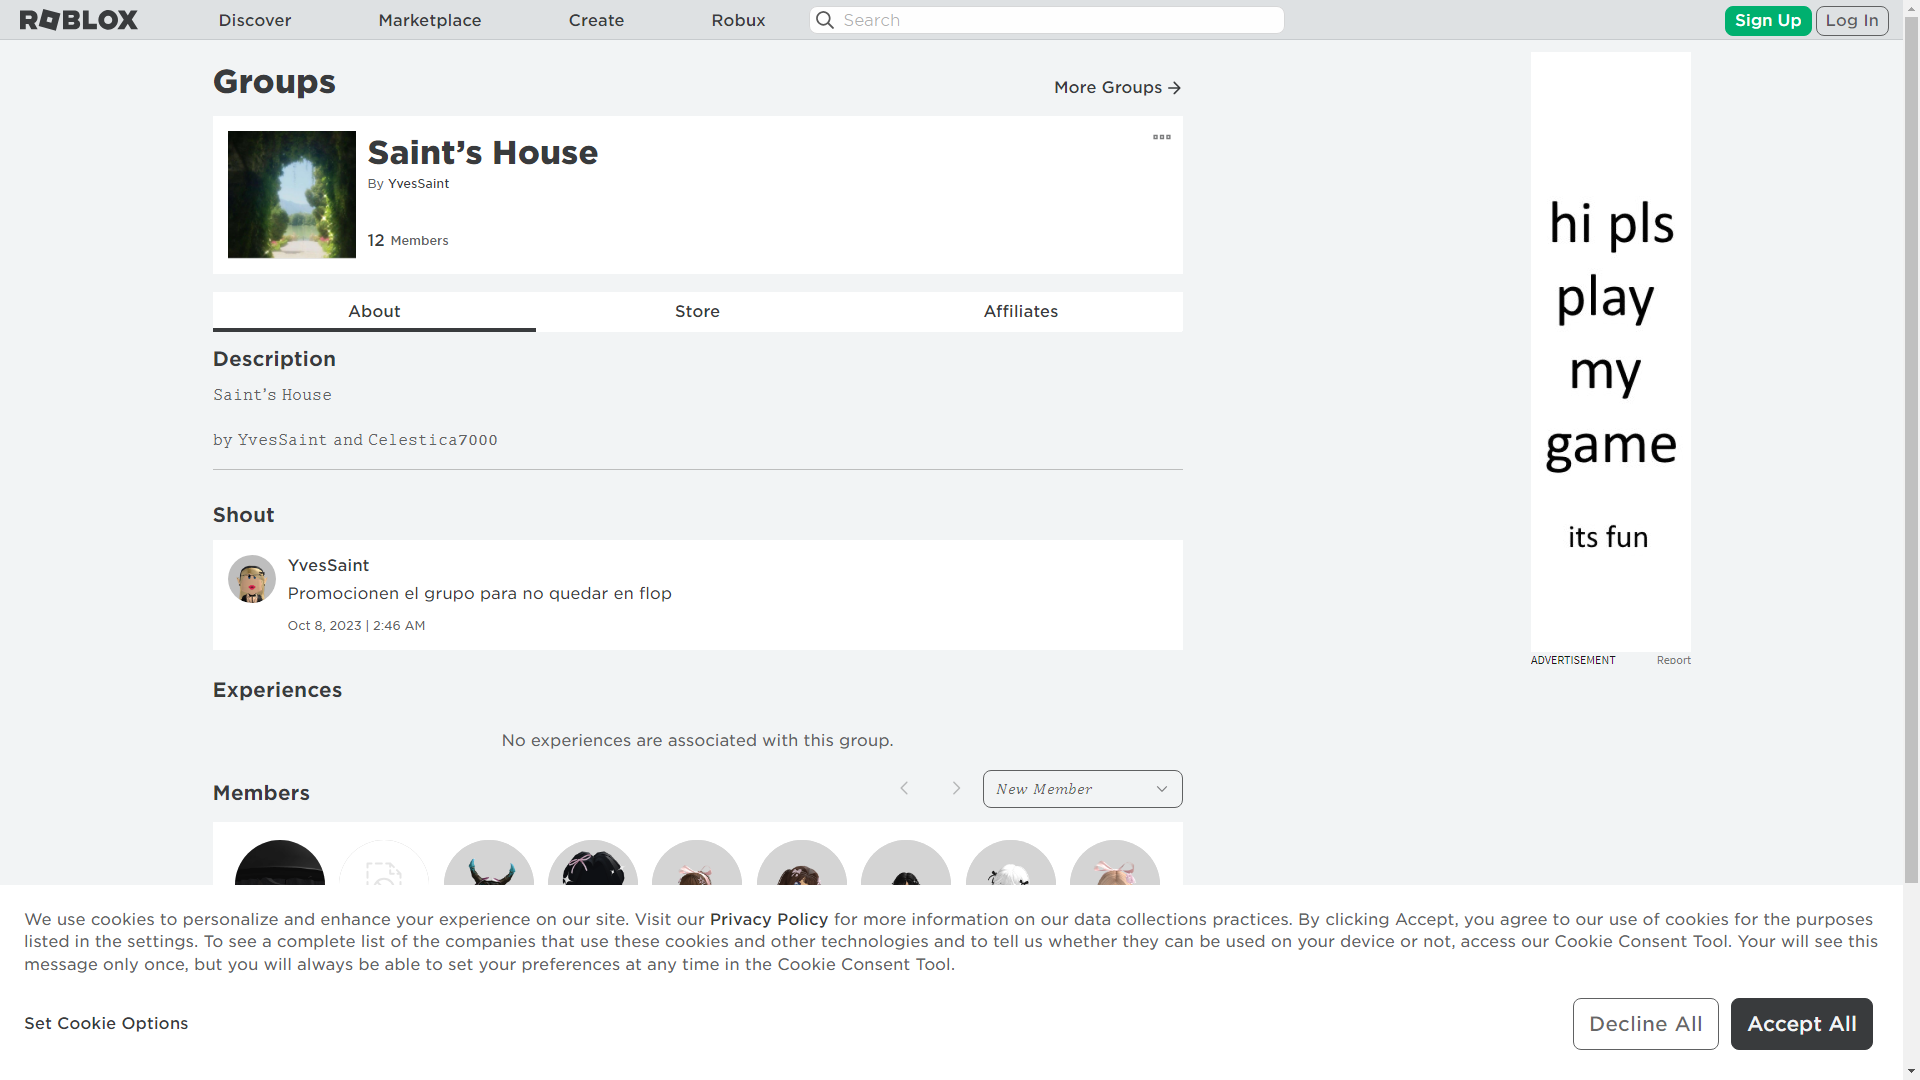 ROBLOX
Discover
Marketplace
Create
Robux
Search
Sign Up
Log In
Groups
More Groups
Saint's House
By YvesSaint
12 Members
About
Store
Affiliates
Description
Saint's House
by YvesSaint and Celestica7000
Shout
YvesSaint
Promocionen el grupo para no quedar en flop
Oct 8, 2023 | 2:46 AM
Experiences
No experiences are associated with this group.
Members
New Member
hi pls
play
my
game
its fun
ADVERTISEMENT
Report
We use cookies to personalize and enhance your experience on our site. Visit our Privacy Policy for more information on our data collections practices. By clicking Accept, you agree to our use of cookies for the purposes
listed in the settings. To see a complete list of the companies that use these cookies and other technologies and to tell us whether they can be used on your device or not, access our Cookie Consent Tool. Your will see this
message only once, but you will always be able to set your preferences at any time in the Cookie Consent Tool.
Set Cookie Options
Decline All
Accept All